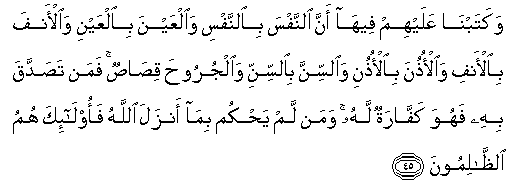 وَكَتَبْنَا عَلَيْهِمْ فِيهَآ أَنَّ ٱلنَّفْسَ بِٱلنَّفْسِ وَٱلْعَيْنَ بِٱلْعَيْنِ وَٱلْأَنفَ
بِٱلْأَنفِ وَٱلْأُذُنَ بِٱلْأُذُنِ وَٱلسِّنَّ بِٱلسِّنِّ وَٱلْجُرُوحَ قِصَاصٌ ۚ فَمَن تَصَدَّقَ
بِهِۦ فَهُوَ كَفَّارَةٌ لَّهُۥ ۚ وَمَن لَّمْ يَحْكُم بِمَآ أَنزَلَ ٱللَّهُ فَأُو۟لَـٰٓئِكَ هُمُ
ٱلظَّـٰلِمُونَ ٤٥